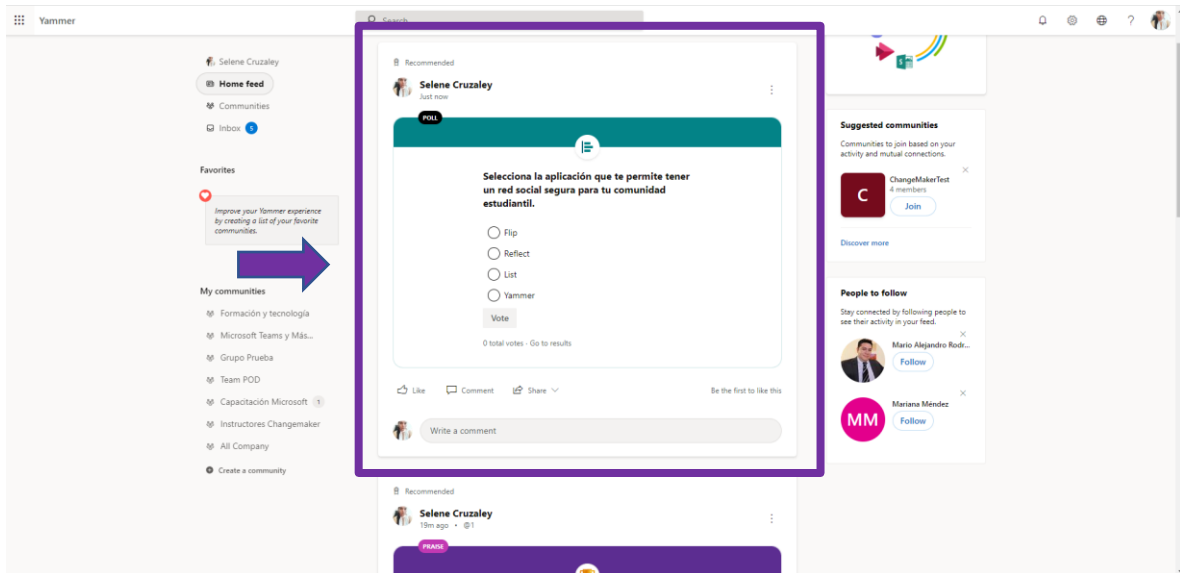 Yammer
Search
?
Selene Cruzaley
Home feed
Communities
Inbox 5
Favorites
Improve your Yammer experience
by creating a list of your favorite
communities.
My communities
Formación y tecnología
Microsoft Teams y Más...
Grupo Prueba
Team POD
Capacitación Microsoft 1
Instructores Changemaker
All Company
Create a community
Recommended
Selene Cruzaley
Just now
POLL
Selecciona la aplicación que te permite tener
un red social segura para tu comunidad
estudiantil.
Flip
Reflect
List
Yammer
Vote
0 total votes - Go to results
Like Comment Share Be the first to like this
Write a comment
Recommended
Selene Cruzaley
19m ago • @1
PRAISE
S
Suggested communities
Communities to join based on your
activity and mutual connections.
C
ChangeMakerTest
4 members
Join
Discover more
People to follow
Stay connected by following people to
see their activity in your feed.
Mario Alejandro Rodr...
Follow
MM
Mariana Méndez
Follow